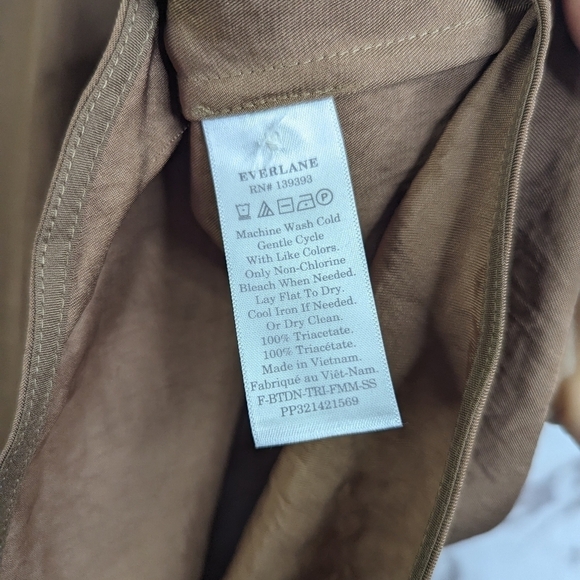 EVERLANE
RN# 139393
P
Machine Wash Cold
Gentle Cycle
With Like Colors.
Only Non-Chlorine
Bleach When Needed.
Lay Flat To Dry.
Cool Iron If Needed.
Or Dry Clean.
100% Triacetate.
100% Triacétate.
Made in Vietnam.
Fabriqué au Viêt-Nam.
F-BTDN-TRI-FMM-SS
PP321421569